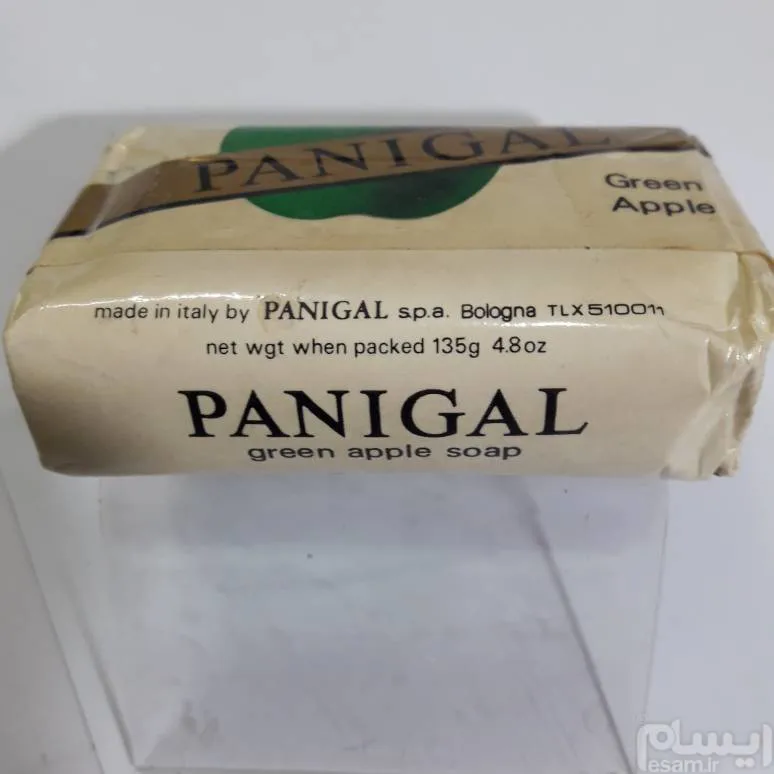 PANIGAL
Green
Apple
made in italy by PANIGAL s.p.a. Bologna TLX 510011
net wgt when packed 135g 4.8oz
PANIGAL
green apple soap
ایسام
esam.ir